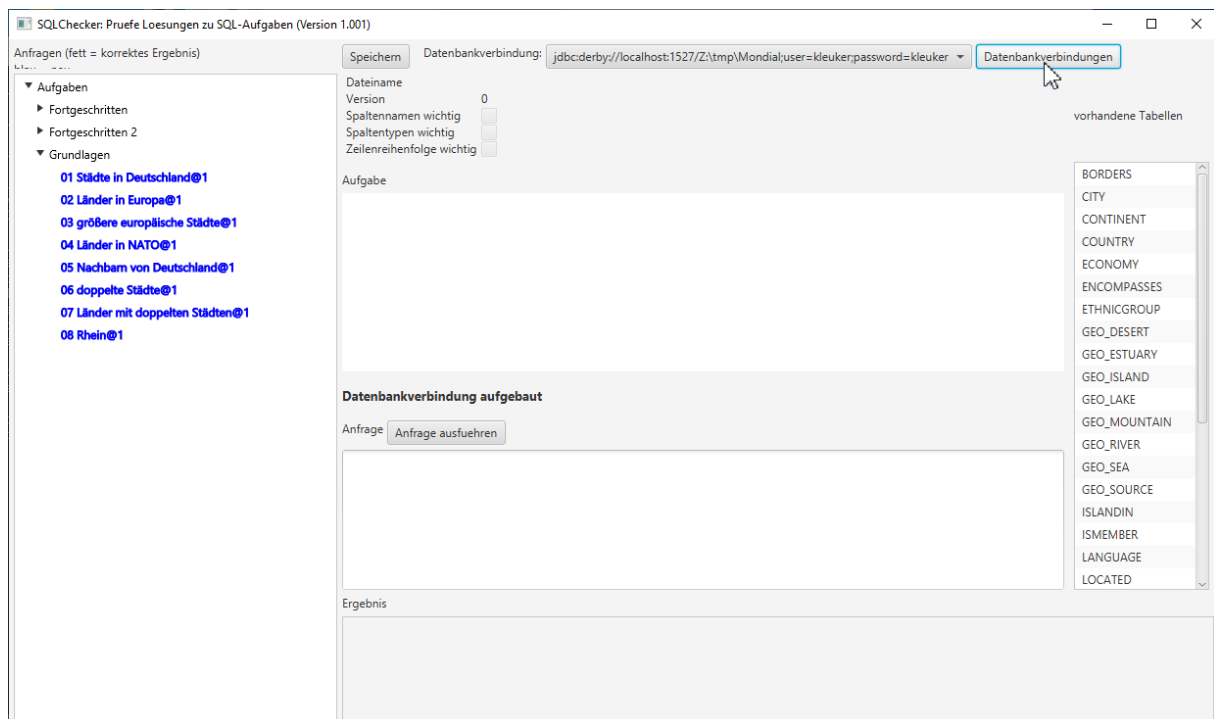 SQLChecker: Pruefe Loesungen zu SQL-Aufgaben (Version 1.001)
Anfragen (fett = korrektes Ergebnis)
Speichern
Datenbankverbindung:
jdbc:derby://localhost:1527/Z:\tmp\Mondial;user=kleuker;password=kleuker
Datenbankverbindungen
Aufgaben
Fortgeschritten
Fortgeschritten 2
Grundlagen
01 Städte in Deutschland@1
02 Länder in Europa@1
03 größere europäische Städte@1
04 Länder in NATO@1
05 Nachbarn von Deutschland@1
06 doppelte Städte@1
07 Länder mit doppelten Städten@1
08 Rhein@1
Dateiname
Version 0
Spaltennamen wichtig
Spaltentypen wichtig
Zeilenreihenfolge wichtig
Aufgabe
Datenbankverbindung aufgebaut
Anfrage
Anfrage ausfuehren
Ergebnis
vorhandene Tabellen
BORDERS
CITY
CONTINENT
COUNTRY
ECONOMY
ENCOMPASSES
ETHNICGROUP
GEO_DESERT
GEO_ESTUARY
GEO_ISLAND
GEO_LAKE
GEO_MOUNTAIN
GEO_RIVER
GEO_SEA
GEO_SOURCE
ISLANDIN
ISMEMBER
LANGUAGE
LOCATED